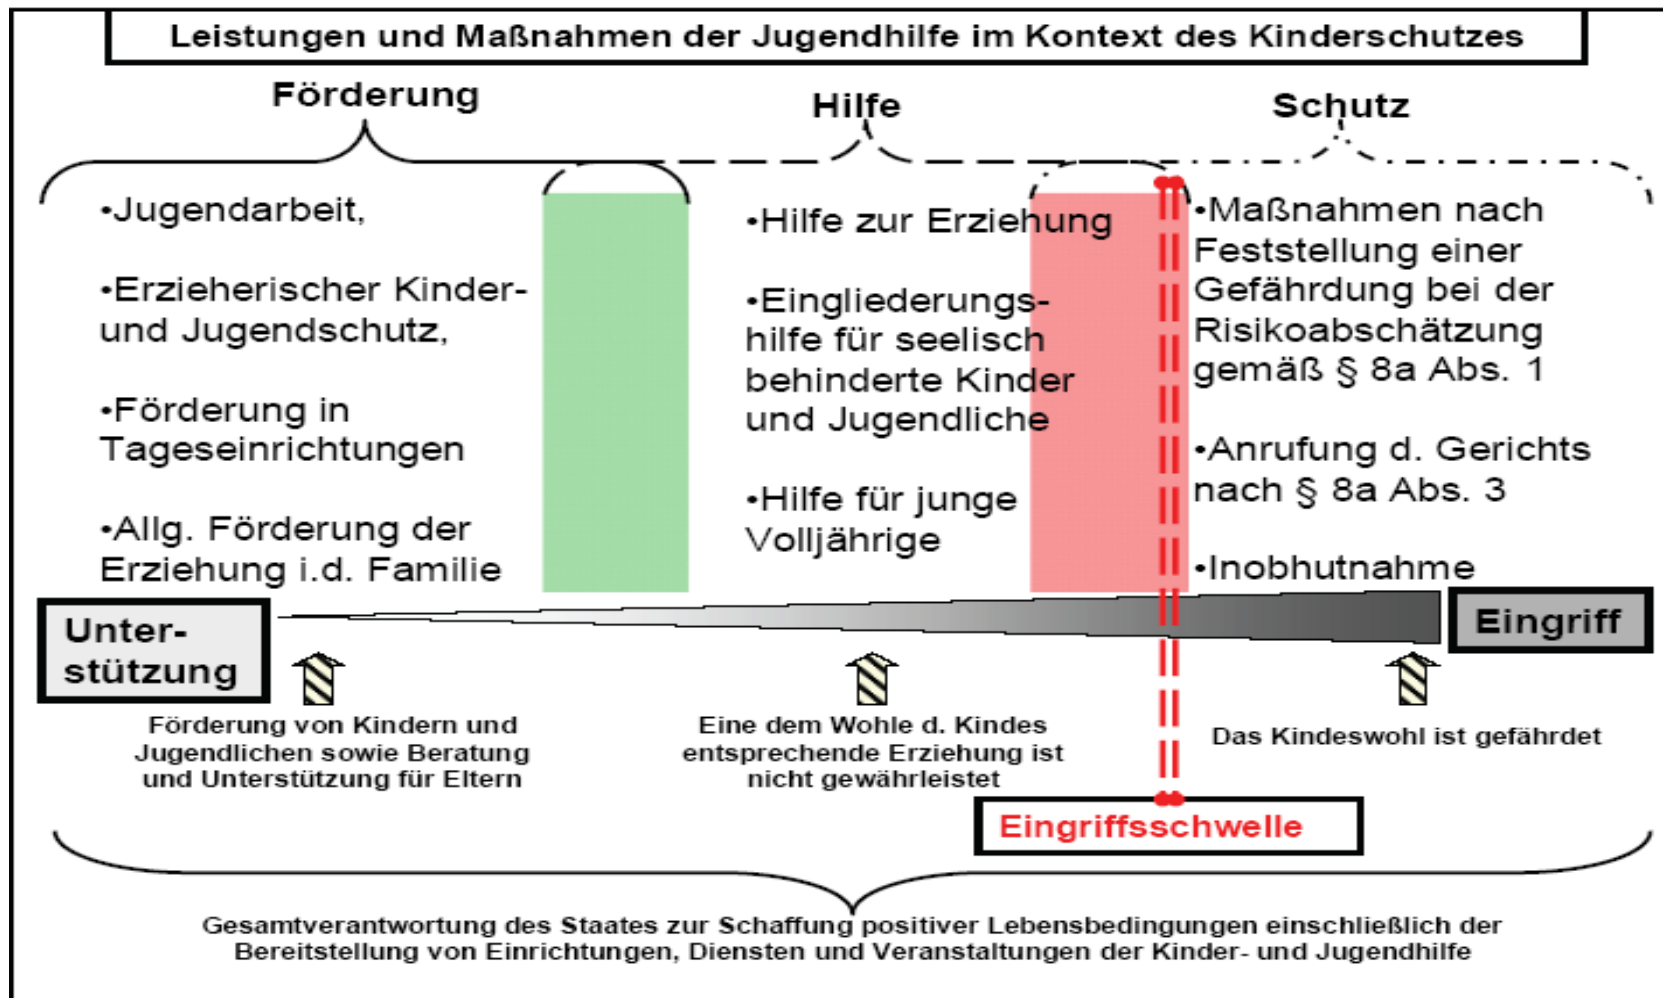 Leistungen und Maßnahmen der Jugendhilfe im Kontext des Kinderschutzes
Förderung
Hilfe
Schutz
•Jugendarbeit,
•Erzieherischer Kinder-
und Jugendschutz,
•Förderung in
Tageseinrichtungen
•Allg. Förderung der
Erziehung i.d. Familie
•Hilfe zur Erziehung
•Eingliederungs-
hilfe für seelisch
behinderte Kinder
und Jugendliche
•Hilfe für junge
Volljährige
•Maßnahmen nach
Feststellung einer
Gefährdung bei der
Risikoabschätzung
gemäß § 8a Abs. 1
•Anrufung d. Gerichts
nach § 8a Abs. 3
•Inobhutnahme
Unter-
stützung
Eingriff
Förderung von Kindern und
Jugendlichen sowie Beratung
und Unterstützung für Eltern
Eine dem Wohle d. Kindes
entsprechende Erziehung ist
nicht gewährleistet
Das Kindeswohl ist gefährdet
Eingriffsschwelle
Gesamtverantwortung des Staates zur Schaffung positiver Lebensbedingungen einschließlich der
Bereitstellung von Einrichtungen, Diensten und Veranstaltungen der Kinder- und Jugendhilfe